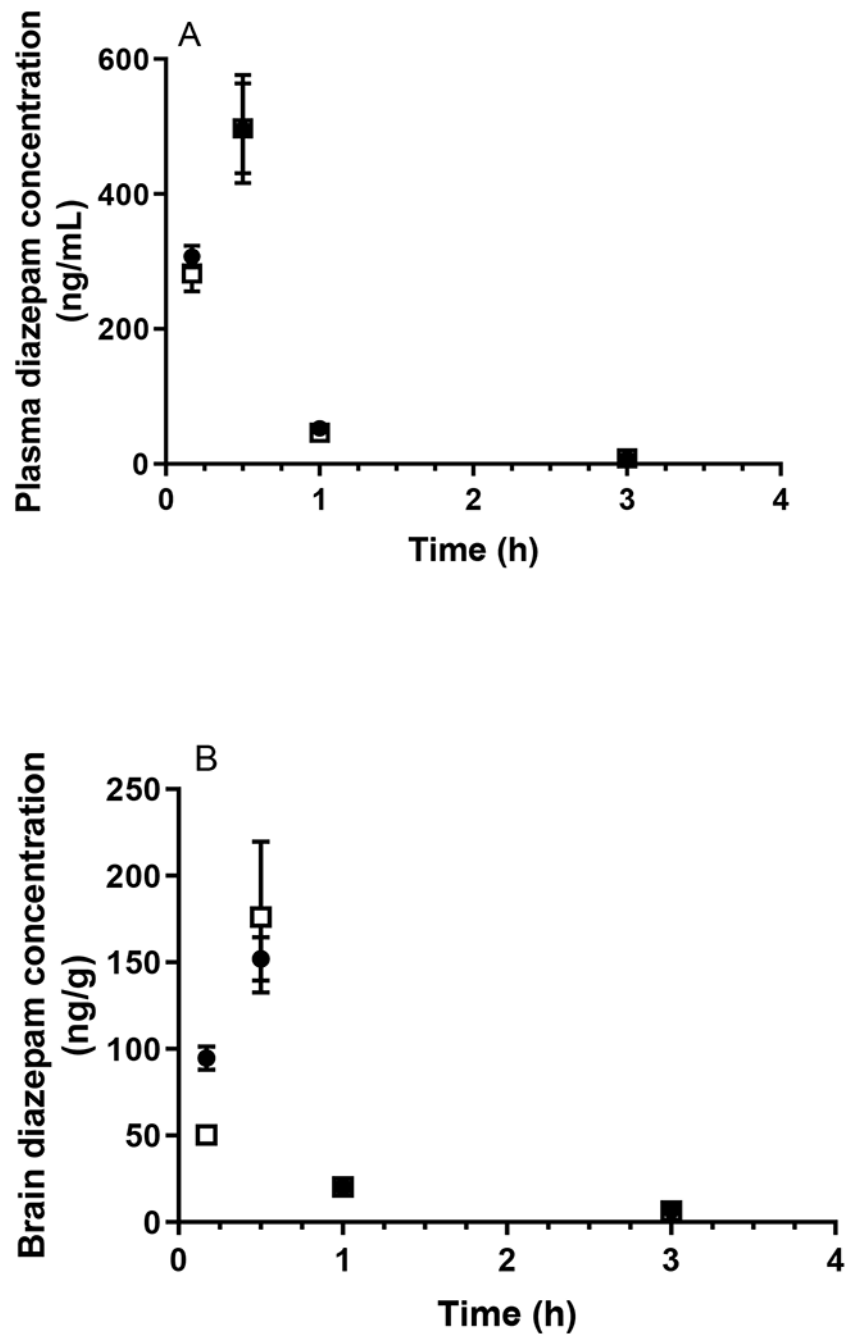 A
Plasma diazepam concentration
(ng/mL)
600
400
200
0
0 1 2 3 4
Time (h)
B
Brain diazepam concentration
(ng/g)
250
200
150
100
50
0
0 1 2 3 4
Time (h)